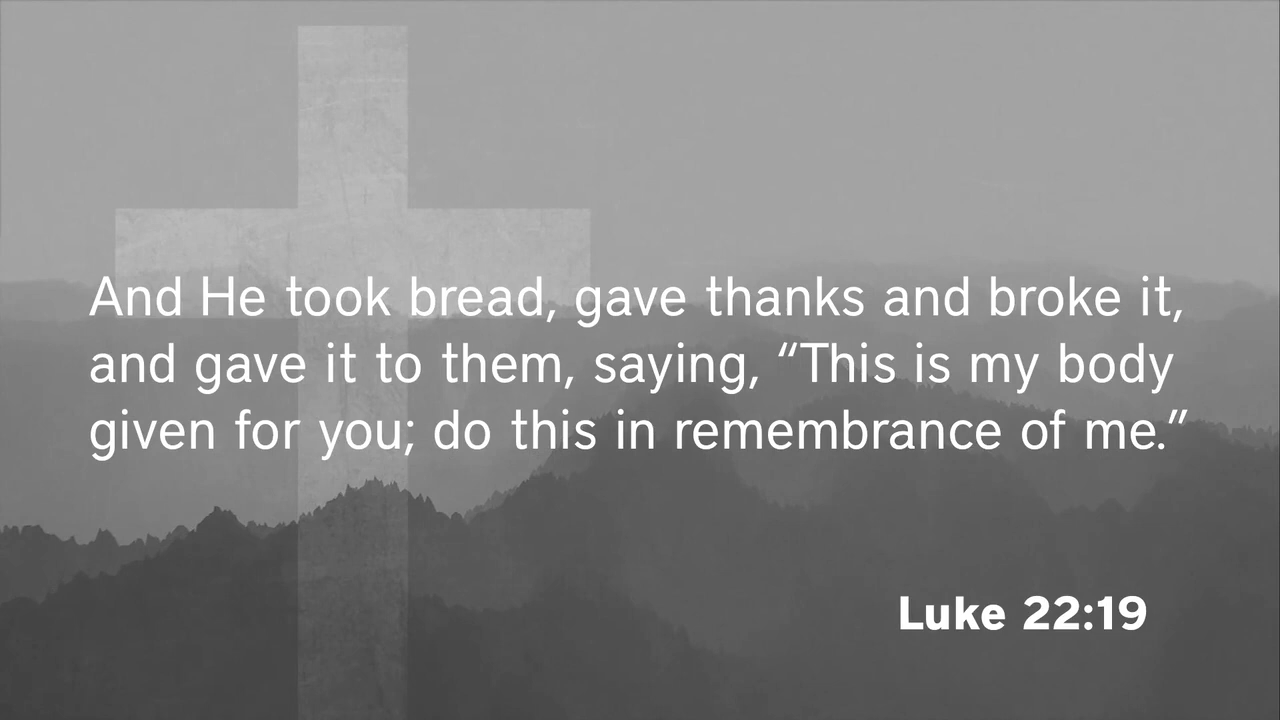 And He took bread, gave thanks and broke it,
and gave it to them, saying, “This is my body
given for you; do this in remembrance of me.”
Luke 22:19